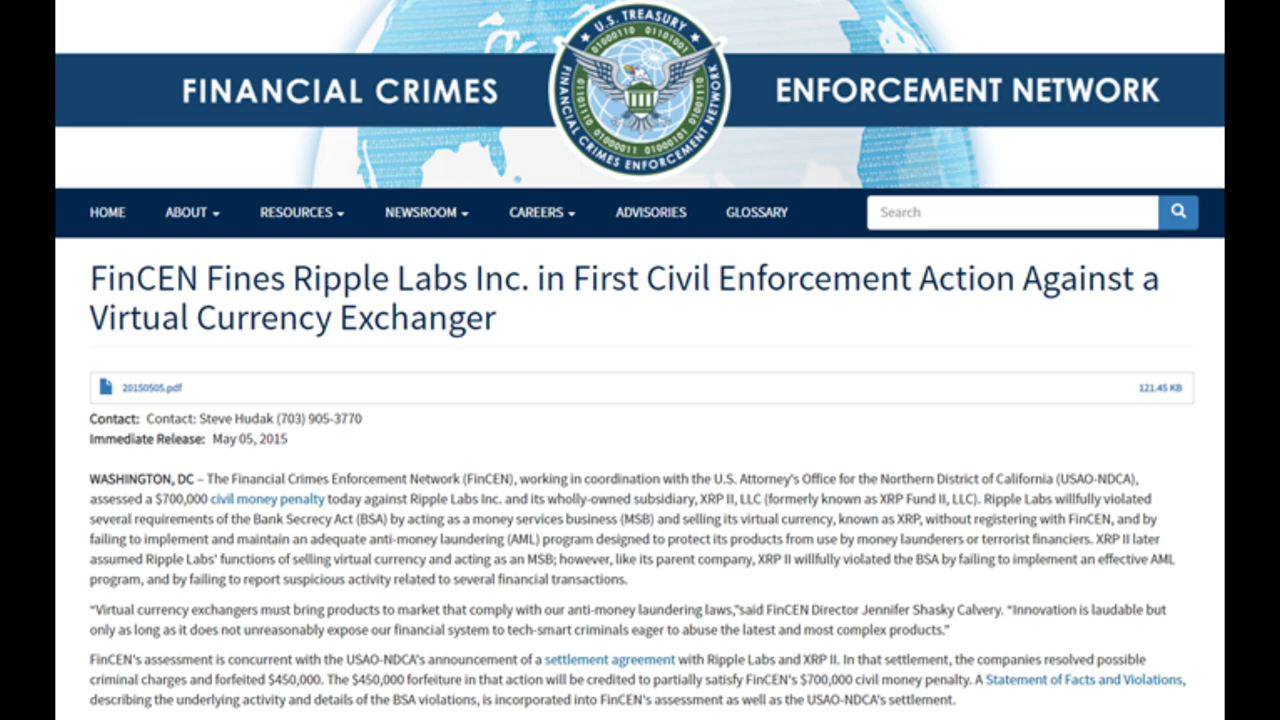 FINANCIAL CRIMES
ENFORCEMENT NETWORK
U.S. TREASURY
FINANCIAL CRIMES ENFORCEMENT NETWORK
01000110 01101001
01101110
01000011 01000101
01001110
HOME ABOUT RESOURCES NEWSROOM CAREERS ADVISORIES GLOSSARY Search
FinCEN Fines Ripple Labs Inc. in First Civil Enforcement Action Against a
Virtual Currency Exchanger
20150505.pdf 121.45 KB
Contact: Contact: Steve Hudak (703) 905-3770
Immediate Release: May 05, 2015
WASHINGTON, DC – The Financial Crimes Enforcement Network (FinCEN), working in coordination with the U.S. Attorney's Office for the Northern District of California (USAO-NDCA),
assessed a $700,000 civil money penalty today against Ripple Labs Inc. and its wholly-owned subsidiary, XRP II, LLC (formerly known as XRP Fund II, LLC). Ripple Labs willfully violated
several requirements of the Bank Secrecy Act (BSA) by acting as a money services business (MSB) and selling its virtual currency, known as XRP, without registering with FinCEN, and by
failing to implement and maintain an adequate anti-money laundering (AML) program designed to protect its products from use by money launderers or terrorist financiers. XRP II later
assumed Ripple Labs' functions of selling virtual currency and acting as an MSB; however, like its parent company, XRP II willfully violated the BSA by failing to implement an effective AML
program, and by failing to report suspicious activity related to several financial transactions.
“Virtual currency exchangers must bring products to market that comply with our anti-money laundering laws,”said FinCEN Director Jennifer Shasky Calvery. “Innovation is laudable but
only as long as it does not unreasonably expose our financial system to tech-smart criminals eager to abuse the latest and most complex products.”
FinCEN's assessment is concurrent with the USAO-NDCA's announcement of a settlement agreement with Ripple Labs and XRP II. In that settlement, the companies resolved possible
criminal charges and forfeited $450,000. The $450,000 forfeiture in that action will be credited to partially satisfy FinCEN's $700,000 civil money penalty. A Statement of Facts and Violations,
describing the underlying activity and details of the BSA violations, is incorporated into FinCEN's assessment as well as the USAO-NDCA's settlement.